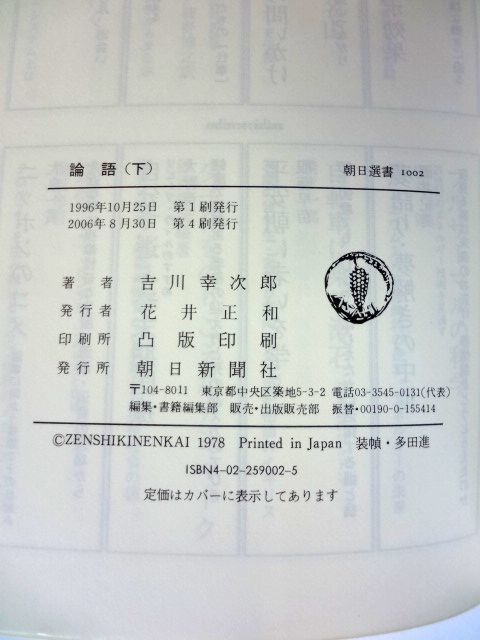 論語（下）　朝日選書 1002
1996年10月25日　第1刷発行
2006年8月30日　第4刷発行
著者　吉川幸次郎
発行者　花井正和
印刷所　凸版印刷
発行所　朝日新聞社
〒104-8011　東京都中央区築地5-3-2 電話03-3545-0131(代表)
編集・書籍編集部　販売・出版販売部　振替・00190-0-155414
©ZENSHIKINENKAI 1978　Printed in Japan　装幀・多田進
ISBN4-02-259002-5
定価はカバーに表示してあります